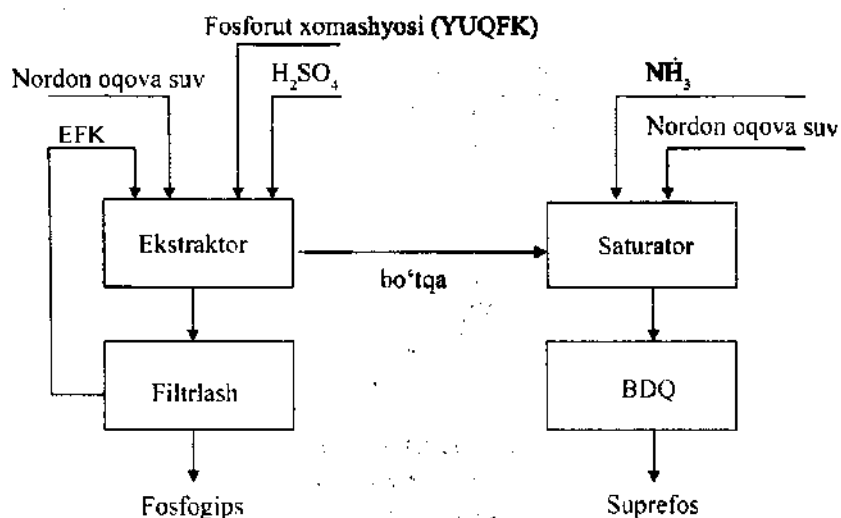 Fosforut xomashyosi (YUQFK)
Nordon oqova suv
H₂SO₄
NH₃
EFK
Nordon oqova suv
Ekstraktor
Saturator
bo‘tqa
Filtrlash
BDQ
Fosfogips
Suprefos